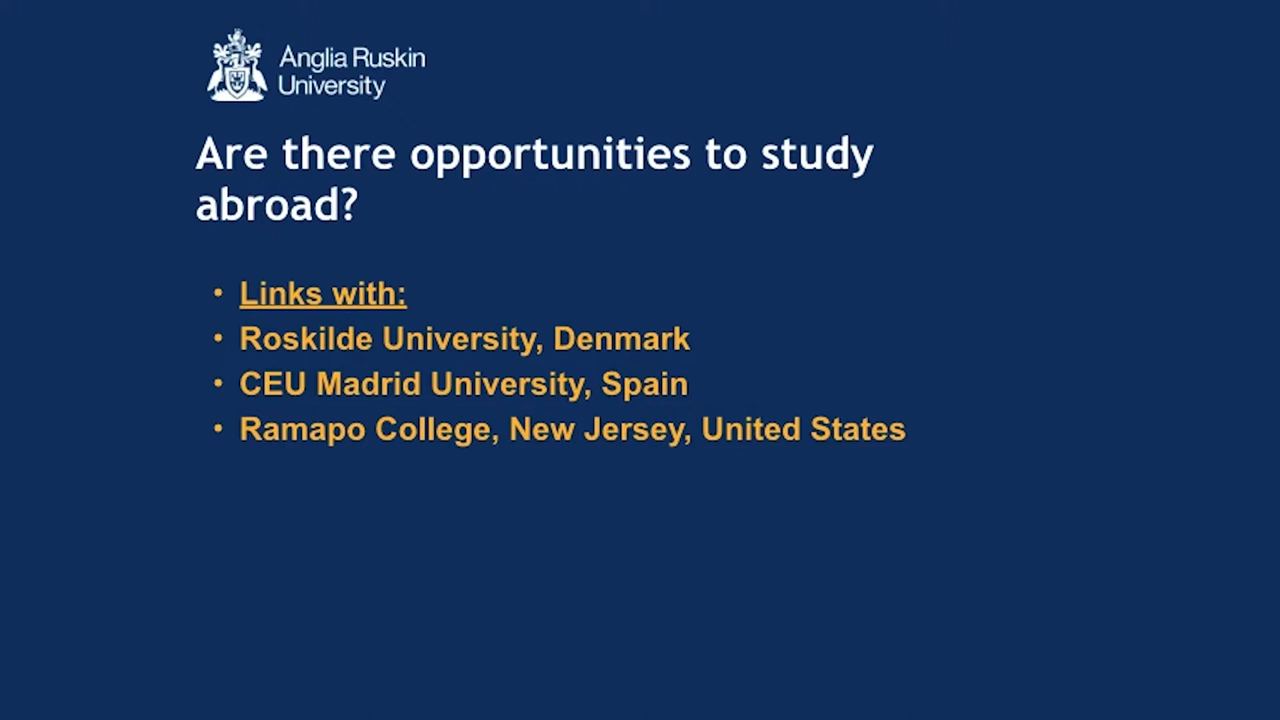 Anglia Ruskin
University
Are there opportunities to study
abroad?
• Links with:
• Roskilde University, Denmark
• CEU Madrid University, Spain
• Ramapo College, New Jersey, United States